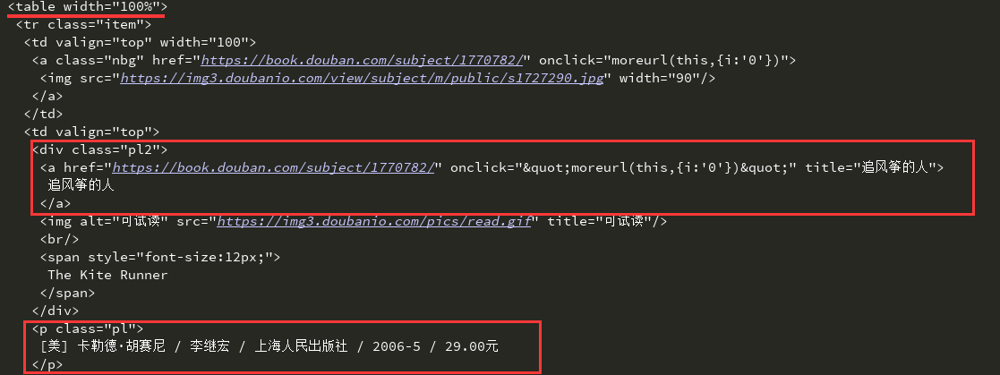 <table width="100%">
<tr class="item">
<td valign="top" width="100">
<a class="nbg" href="https://book.douban.com/subject/1770782/" onclick="moreurl(this,{i:'0'})">
<img src="https://img3.doubanio.com/view/subject/m/public/s1727290.jpg" width="90"/>
</a>
</td>
<td valign="top">
<div class="pl2">
<a href="https://book.douban.com/subject/1770782/" onclick="&quot;moreurl(this,{i:'0'})&quot;" title="追风筝的人">
追风筝的人
</a>
<img alt="可试读" src="https://img3.doubanio.com/pics/read.gif" title="可试读"/>
<br/>
<span style="font-size:12px;">
The Kite Runner
</span>
</div>
<p class="pl">
[美] 卡勒德·胡赛尼 / 李继宏 / 上海人民出版社 / 2006-5 / 29.00元
</p>